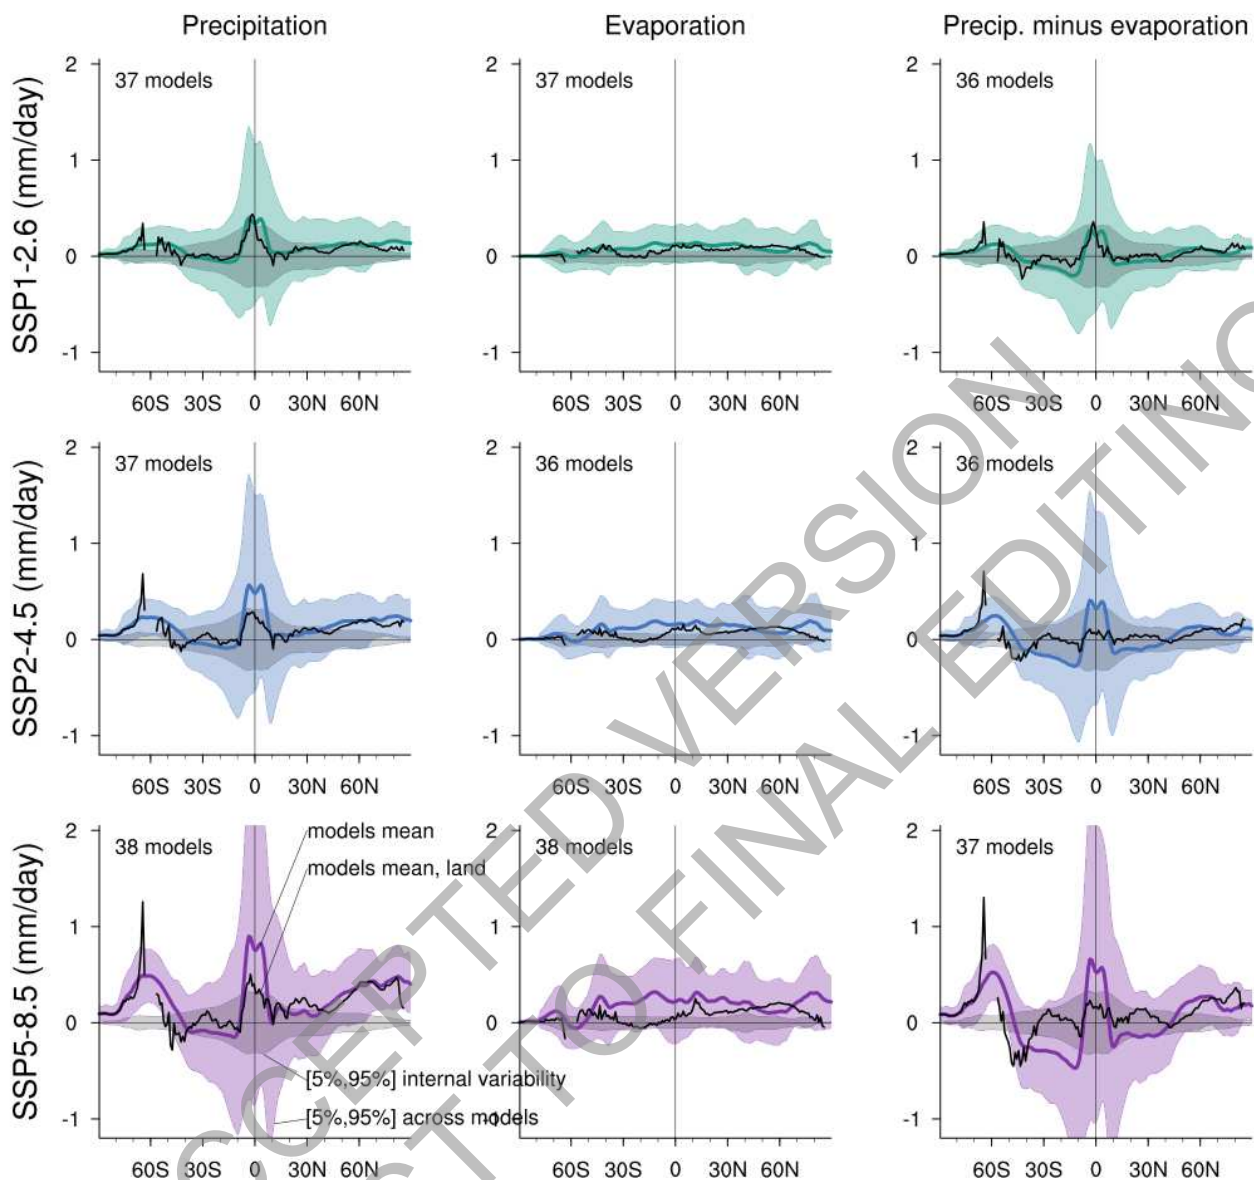 Precipitation Evaporation Precip. minus evaporation
SSP1-2.6 (mm/day)
2
1
0
-1
37 models
60S 30S 0 30N 60N
2
1
0
-1
37 models
60S 30S 0 30N 60N
2
1
0
-1
36 models
60S 30S 0 30N 60N
SSP2-4.5 (mm/day)
2
1
0
-1
37 models
60S 30S 0 30N 60N
2
1
0
-1
36 models
60S 30S 0 30N 60N
2
1
0
-1
36 models
60S 30S 0 30N 60N
SSP5-8.5 (mm/day)
2
1
0
-1
38 models
models mean
models mean, land
[5%,95%] internal variability
[5%,95%] across models
60S 30S 0 30N 60N
2
1
0
-1
38 models
60S 30S 0 30N 60N
2
1
0
-1
37 models
60S 30S 0 30N 60N
CCEPTED VERSION
CT TO FINAL EDITING